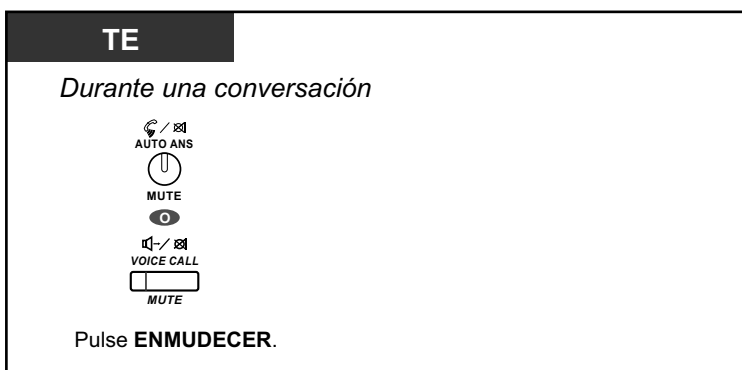 TE
Durante una conversación
AUTO ANS
MUTE
O
VOICE CALL
MUTE
Pulse ENMUDECER.